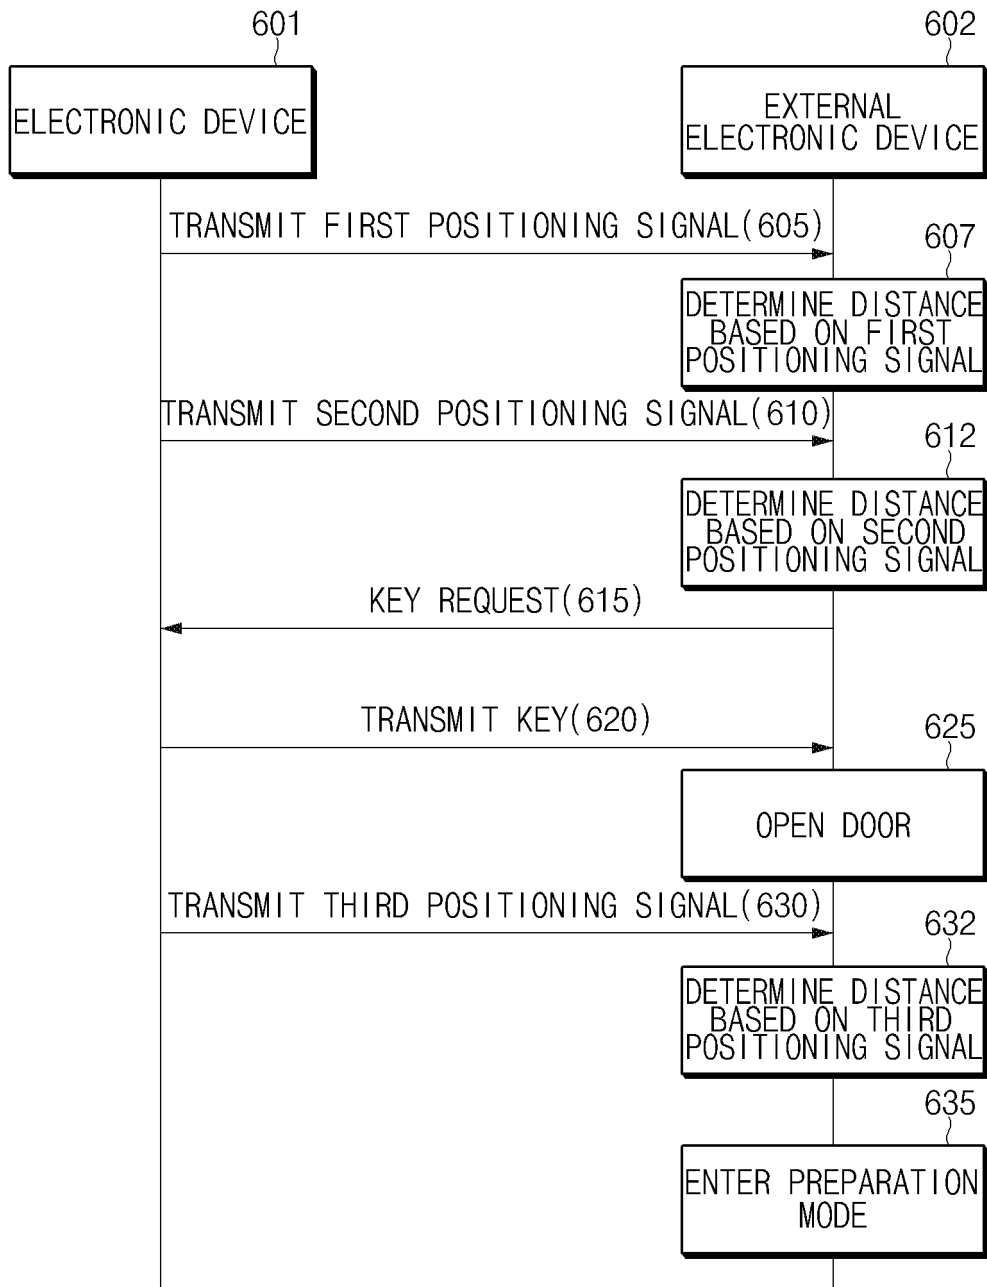 601
602
ELECTRONIC DEVICE
EXTERNAL
ELECTRONIC DEVICE
TRANSMIT FIRST POSITIONING SIGNAL(605)
607
DETERMINE DISTANCE
BASED ON FIRST
POSITIONING SIGNAL
TRANSMIT SECOND POSITIONING SIGNAL(610)
612
DETERMINE DISTANCE
BASED ON SECOND
POSITIONING SIGNAL
KEY REQUEST(615)
TRANSMIT KEY(620)
625
OPEN DOOR
TRANSMIT THIRD POSITIONING SIGNAL(630)
632
DETERMINE DISTANCE
BASED ON THIRD
POSITIONING SIGNAL
635
ENTER PREPARATION
MODE